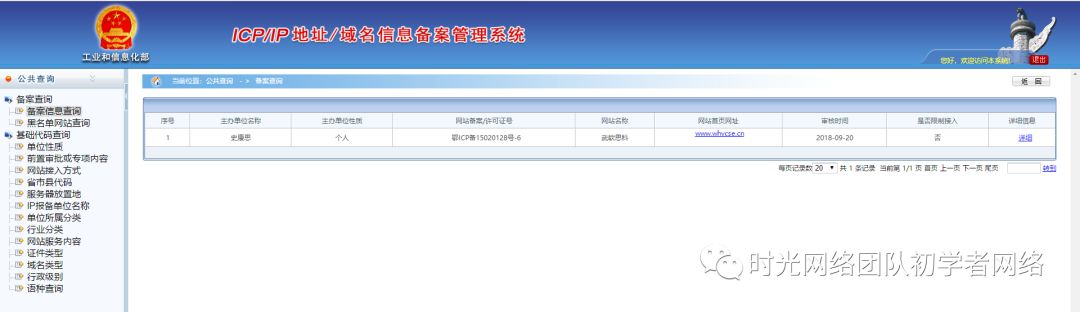 ICP/IP 地址/域名信息备案管理系统
工业和信息化部
您好，欢迎访问本系统!
退出
公共查询
当前位置: 公共查询 -> 备案查询
返 回
备案查询
备案信息查询
黑名单网站查询
基础代码查询
单位性质
前置审批或专项内容
网站接入方式
省市县代码
服务器放置地
IP报备单位名称
单位所属分类
行业分类
网站服务内容
证件类型
域名类型
行政级别
语种查询
序号 主办单位名称 主办单位性质 网站备案/许可证号 网站名称 网站首页网址 审核时间 是否限制接入 详细信息
1 史康思 个人 鄂ICP备15020128号-6 武软思科 www.whvcse.cn 2018-09-20 否 详细
每页记录数 20 共 1 条记录 当前第 1/1 页 首页 上一页 下一页 尾页 转到
时光网络团队初学者网络